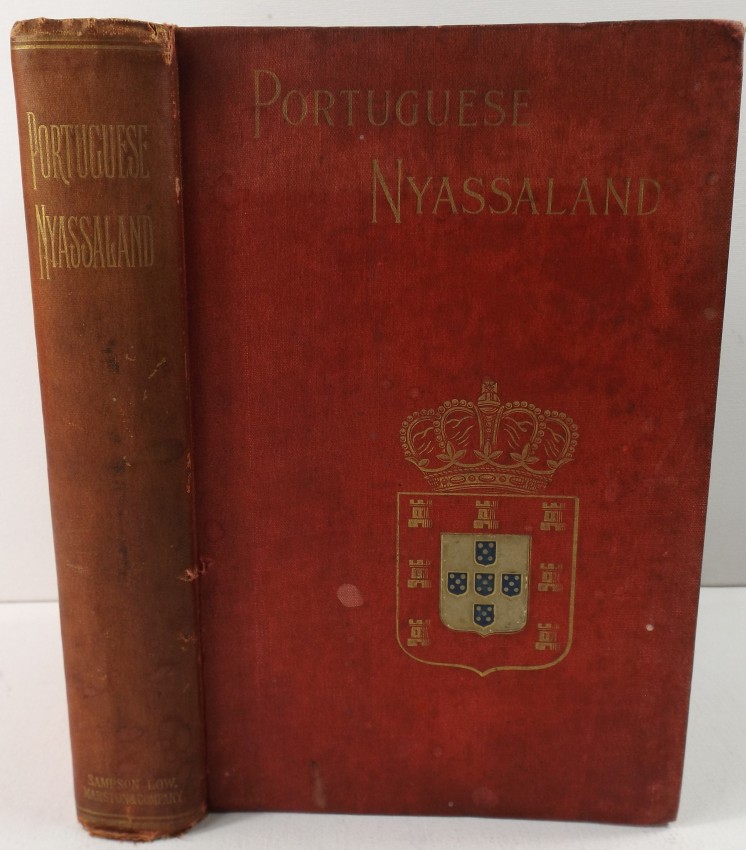 PORTUGUESE
NYASSALAND
SAMPSON LOW,
MARSTON & COMPANY
PORTUGUESE
NYASSALAND